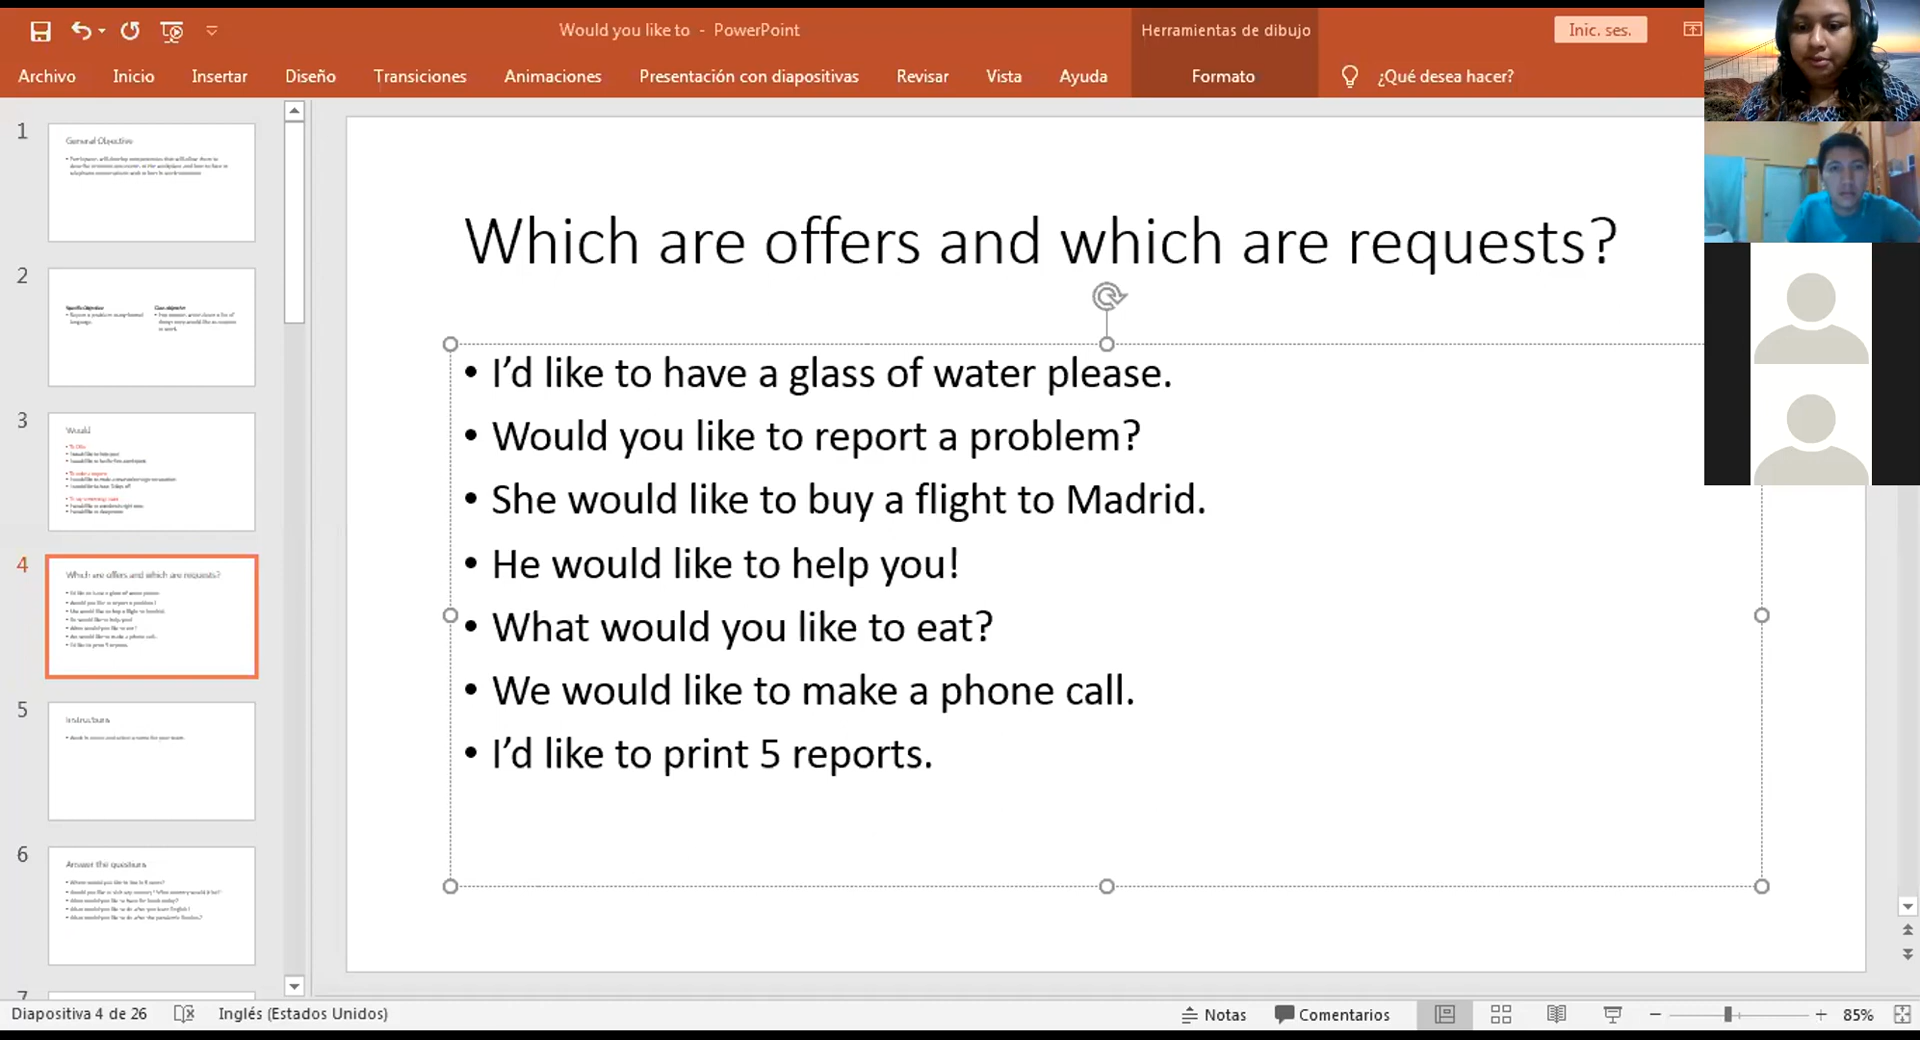 Would you like to - PowerPoint
Herramientas de dibujo
Inic. ses.
Archivo Inicio Insertar Diseño Transiciones Animaciones Presentación con diapositivas Revisar Vista Ayuda Formato ¿Qué desea hacer?
1
General Objective
2
3
Would
4
Which are offers and which are requests?
5
Instructions
6
Answer the questions
7
Which are offers and which are requests?
• I’d like to have a glass of water please.
• Would you like to report a problem?
• She would like to buy a flight to Madrid.
• He would like to help you!
• What would you like to eat?
• We would like to make a phone call.
• I’d like to print 5 reports.
Diapositiva 4 de 26 Inglés (Estados Unidos) Notas Comentarios 85%